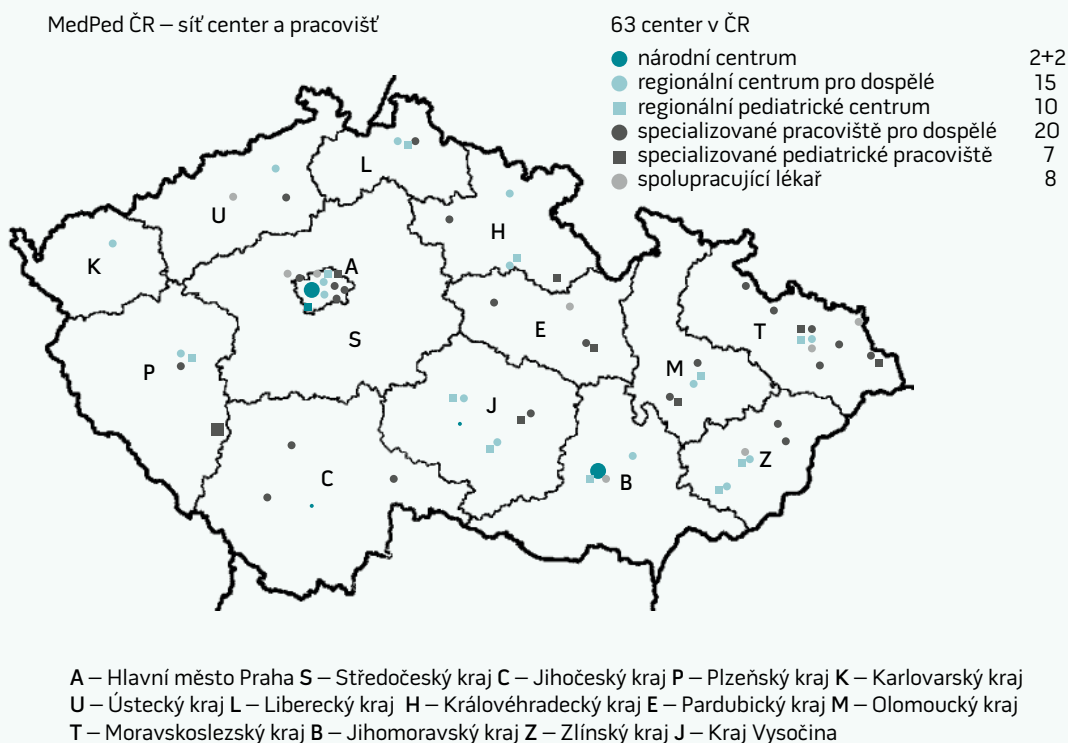 MedPed ČR – síť center a pracovišť
63 center v ČR
národní centrum 2+2
regionální centrum pro dospělé 15
regionální pediatrické centrum 10
specializované pracoviště pro dospělé 20
specializované pediatrické pracoviště 7
spolupracující lékař 8
L
U
H
K
A
S
E
T
P
M
J
C
B
Z
A – Hlavní město Praha S – Středočeský kraj C – Jihočeský kraj P – Plzeňský kraj K – Karlovarský kraj
U – Ústecký kraj L – Liberecký kraj H – Královéhradecký kraj E – Pardubický kraj M – Olomoucký kraj
T – Moravskoslezský kraj B – Jihomoravský kraj Z – Zlínský kraj J – Kraj Vysočina